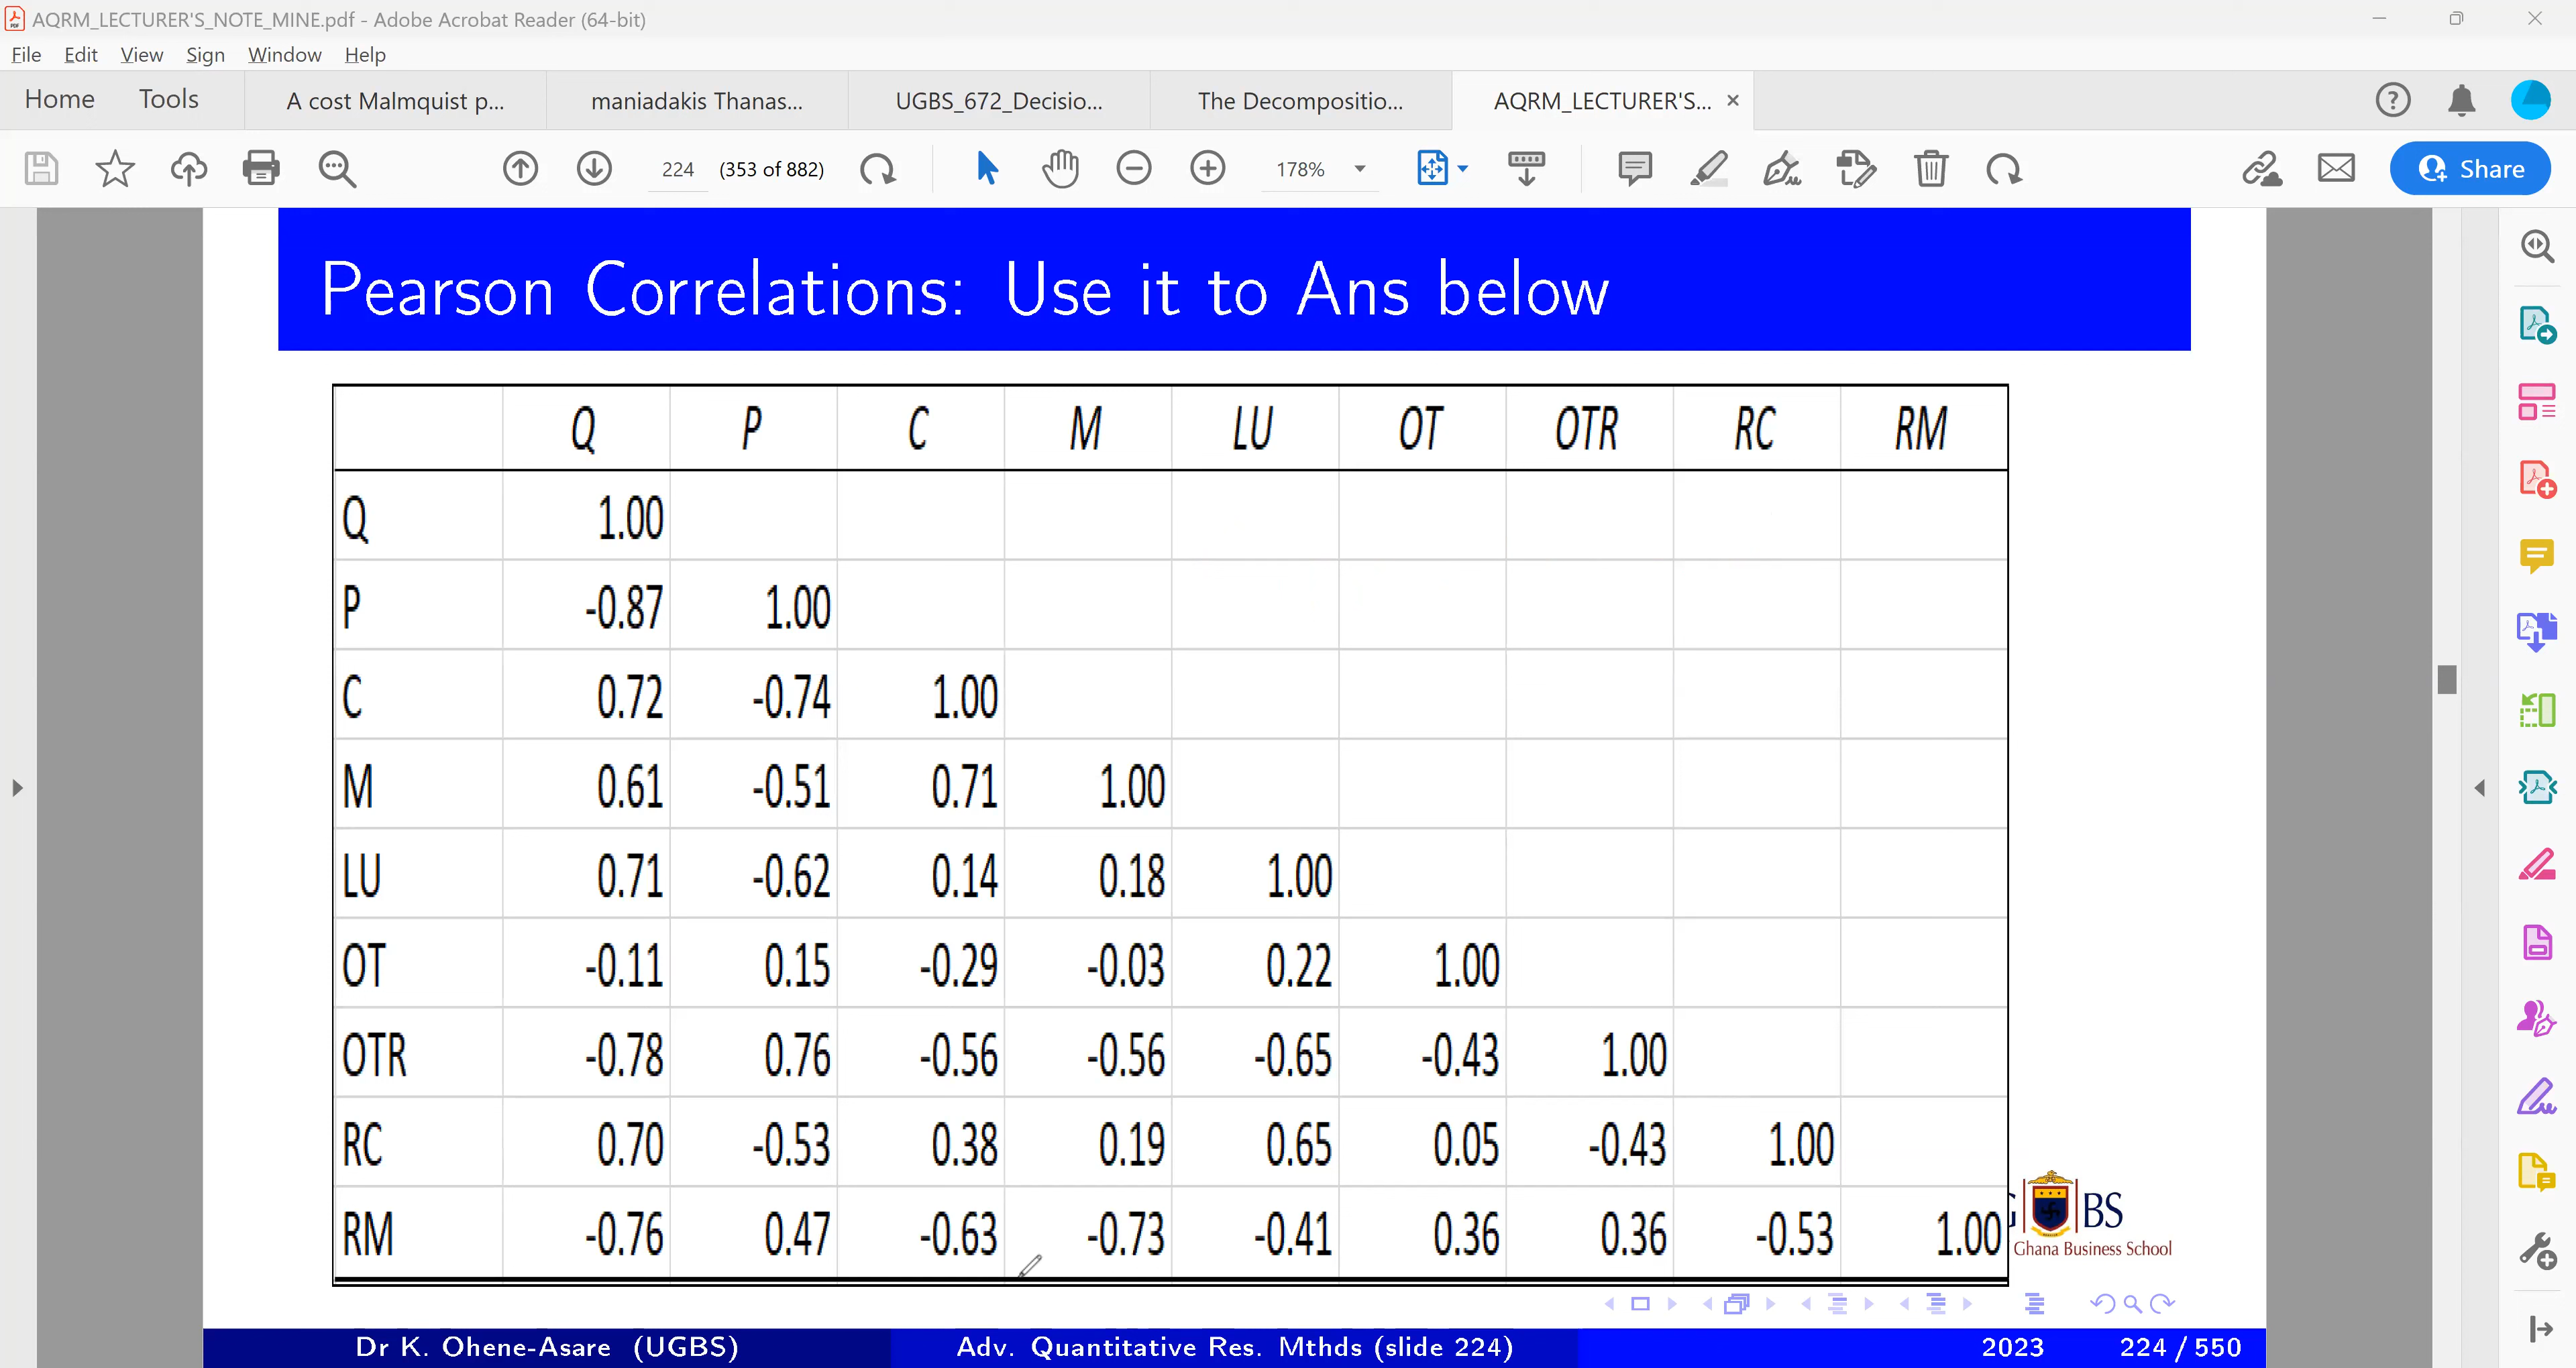 AQRM_LECTURER'S_NOTE_MINE.pdf - Adobe Acrobat Reader (64-bit)
File Edit View Sign Window Help
Home Tools A cost Malmquist p... maniadakis Thanas... UGBS_672_Decisio... The Decompositio... AQRM_LECTURER'S... ×
224 (353 of 882) 178% Share
Pearson Correlations: Use it to Ans below
Q P C M LU OT OTR RC RM
Q 1.00
P -0.87 1.00
C 0.72 -0.74 1.00
M 0.61 -0.51 0.71 1.00
LU 0.71 -0.62 0.14 0.18 1.00
OT -0.11 0.15 -0.29 -0.03 0.22 1.00
OTR -0.78 0.76 -0.56 -0.56 -0.65 -0.43 1.00
RC 0.70 -0.53 0.38 0.19 0.65 0.05 -0.43 1.00
RM -0.76 0.47 -0.63 -0.73 -0.41 0.36 0.36 -0.53 1.00
BS
Ghana Business School
Dr K. Ohene-Asare (UGBS) Adv. Quantitative Res. Mthds (slide 224) 2023 224 / 550